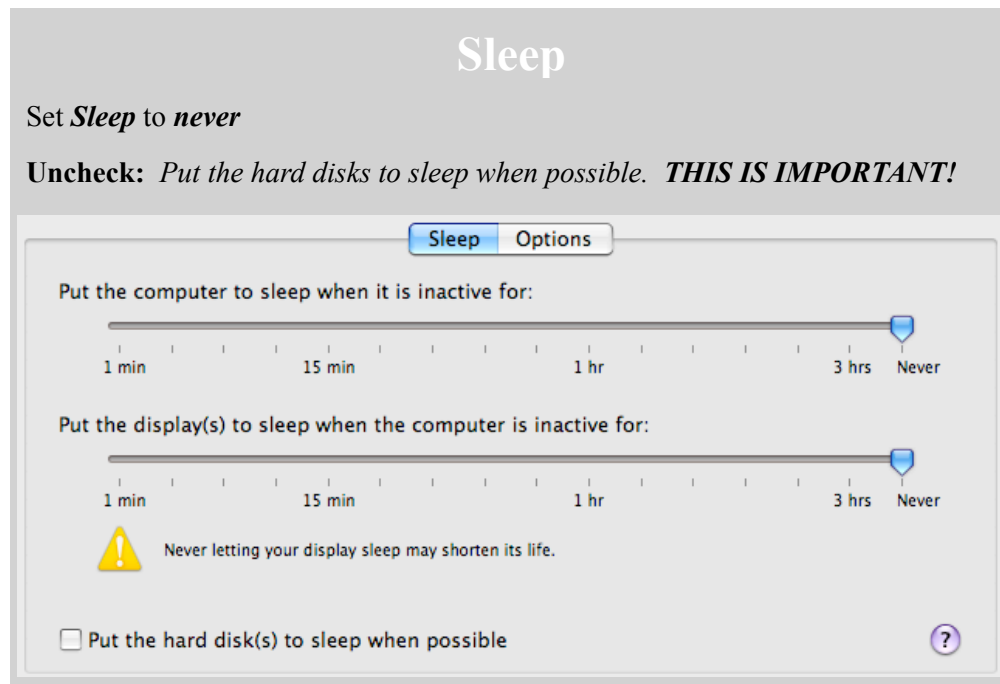 Sleep
Set Sleep to never
Uncheck: Put the hard disks to sleep when possible. THIS IS IMPORTANT!
Sleep Options
Put the computer to sleep when it is inactive for:
1 min 15 min 1 hr 3 hrs Never
Put the display(s) to sleep when the computer is inactive for:
1 min 15 min 1 hr 3 hrs Never
Never letting your display sleep may shorten its life.
Put the hard disk(s) to sleep when possible ?